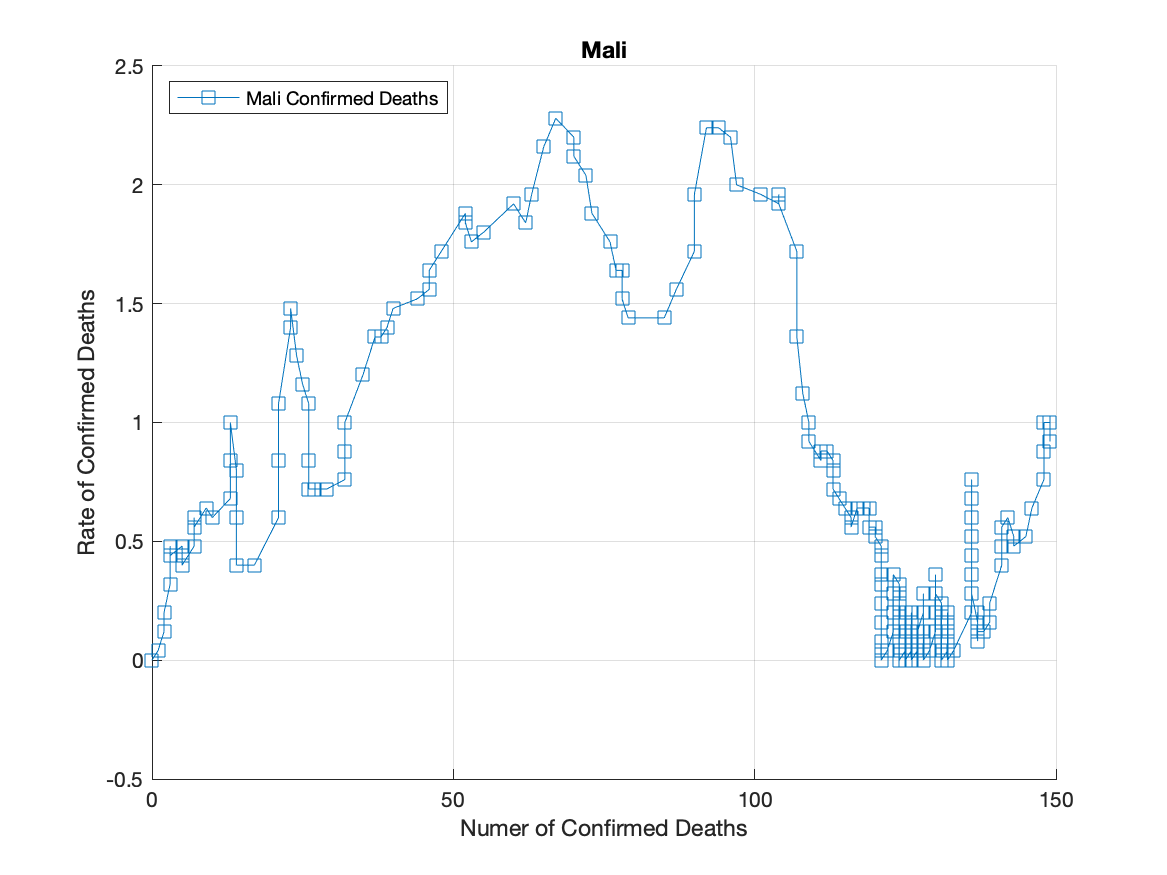 Mali
Mali Confirmed Deaths
2.5
2
1.5
1
0.5
0
-0.5
Rate of Confirmed Deaths
0 50 100 150
Numer of Confirmed Deaths